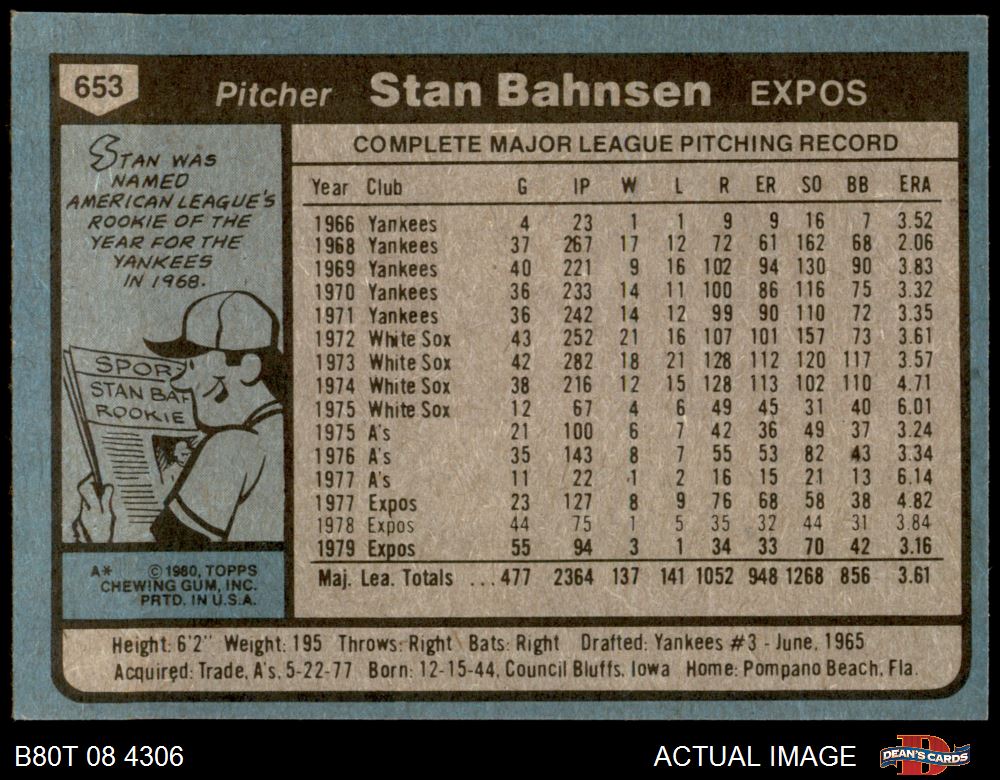 653 Pitcher Stan Bahnsen EXPOS
STAN WAS
NAMED
AMERICAN LEAGUE'S
ROOKIE OF THE
YEAR FOR THE
YANKEES
IN 1968.
SPOR
STAN BAH
ROOKIE
A* © 1980, TOPPS
CHEWING GUM, INC.
PRTD. IN U.S.A.
COMPLETE MAJOR LEAGUE PITCHING RECORD
Year Club G IP W L R ER SO BB ERA
1966 Yankees 4 23 1 1 9 9 16 7 3.52
1968 Yankees 37 267 17 12 72 61 162 68 2.06
1969 Yankees 40 221 9 16 102 94 130 90 3.83
1970 Yankees 36 233 14 11 100 86 116 75 3.32
1971 Yankees 36 242 14 12 99 90 110 72 3.35
1972 White Sox 43 252 21 16 107 101 157 73 3.61
1973 White Sox 42 282 18 21 128 112 120 117 3.57
1974 White Sox 38 216 12 15 128 113 102 110 4.71
1975 White Sox 12 67 4 6 49 45 31 40 6.01
1975 A's 21 100 6 7 42 36 49 37 3.24
1976 A's 35 143 8 7 55 53 82 43 3.34
1977 A's 11 22 1 2 16 15 21 13 6.14
1977 Expos 23 127 8 9 76 68 58 38 4.82
1978 Expos 44 75 1 5 35 32 44 31 3.84
1979 Expos 55 94 3 1 34 33 70 42 3.16
Maj. Lea. Totals ...477 2364 137 141 1052 948 1268 856 3.61
Height: 6'2" Weight: 195 Throws: Right Bats: Right Drafted: Yankees #3 - June, 1965
Acquired: Trade, A's, 5-22-77 Born: 12-15-44, Council Bluffs, Iowa Home: Pompano Beach, Fla.
B80T 08 4306 ACTUAL IMAGE DEAN'S CARDS